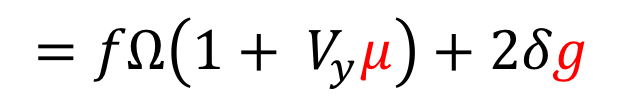 = fΩ(1 + V_yμ) + 2δg